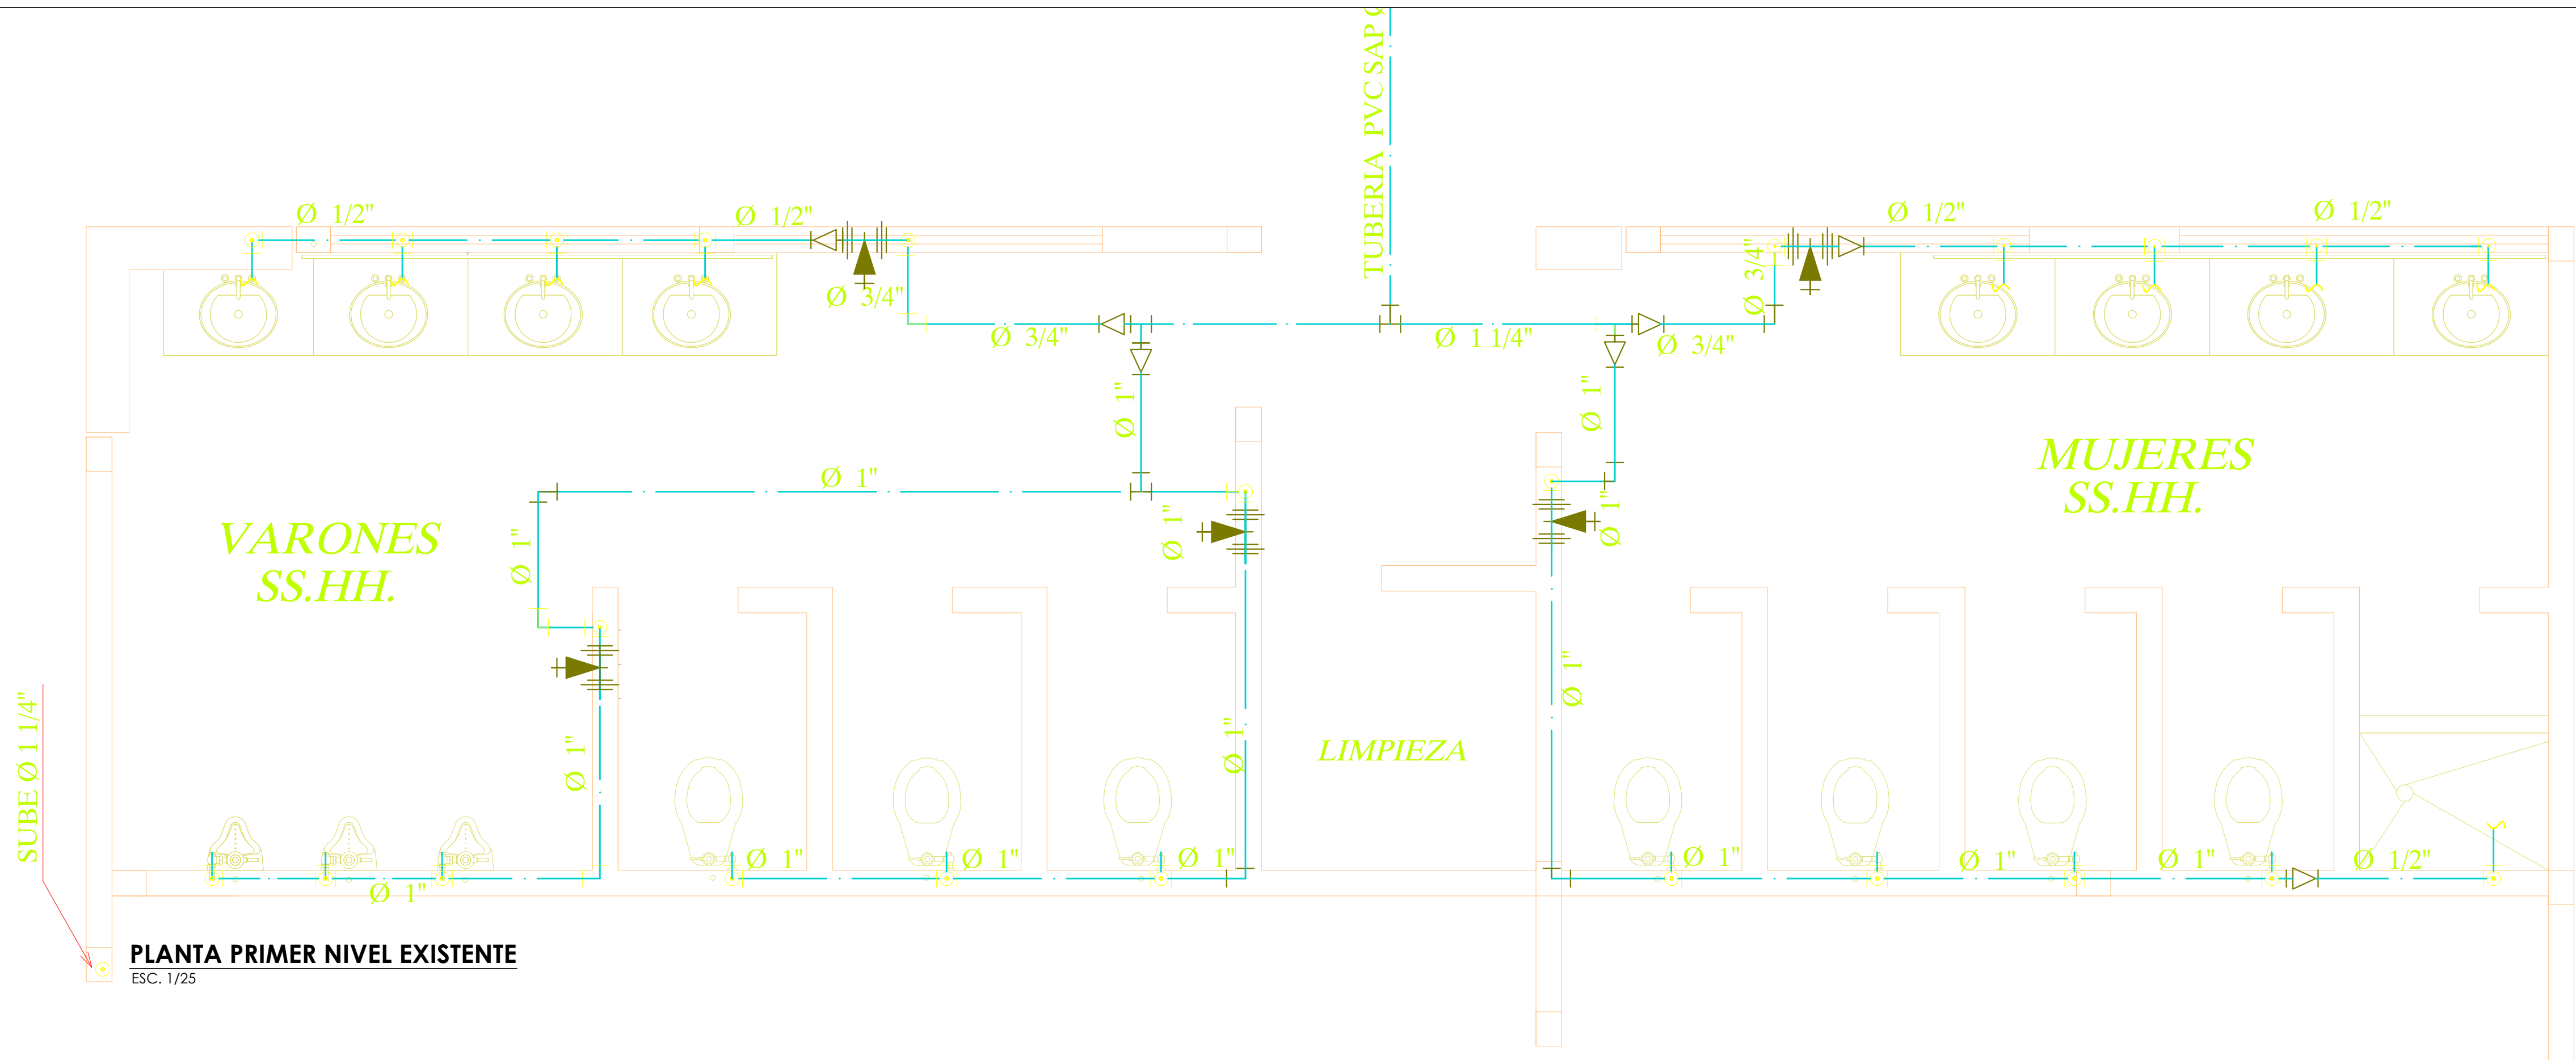 TUBERIA PVC SAP Ø
Ø 1/2"
Ø 1/2"
Ø 1/2"
Ø 1/2"
Ø 3/4"
Ø 3/4"
Ø 3/4"
Ø 1 1/4"
Ø 3/4"
Ø 1"
Ø 1"
Ø 1"
Ø 1"
Ø 1"
Ø 1"
VARONES
SS.HH.
MUJERES
SS.HH.
LIMPIEZA
Ø 1"
Ø 1"
Ø 1"
SUBE Ø 1 1/4"
Ø 1"
Ø 1"
Ø 1"
Ø 1"
Ø 1"
Ø 1"
Ø 1"
Ø 1/2"
PLANTA PRIMER NIVEL EXISTENTE
ESC. 1/25